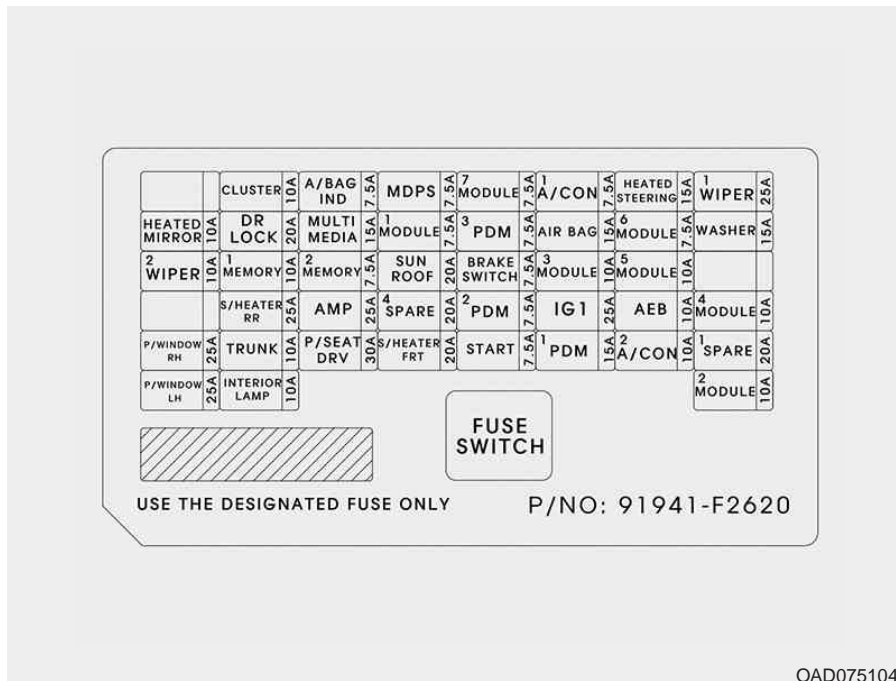 CLUSTER 10A A/BAG IND 7.5A MDPS 7.5A 7 MODULE 7.5A 1 A/CON 7.5A HEATED STEERING 15A 1 WIPER 25A
HEATED MIRROR 10A DR LOCK 20A MULTI MEDIA 15A 1 MODULE 7.5A 3 PDM 7.5A AIR BAG 15A 6 MODULE 7.5A WASHER 15A
2 WIPER 10A 1 MEMORY 10A 2 MEMORY 7.5A SUN ROOF 20A BRAKE SWITCH 7.5A 3 MODULE 10A 5 MODULE 10A
S/HEATER RR 25A AMP 25A 4 SPARE 20A 2 PDM 7.5A IG1 25A AEB 10A 4 MODULE 10A
P/WINDOW RH 25A TRUNK 10A P/SEAT DRV 30A S/HEATER FRT 20A START 7.5A 1 PDM 15A 2 A/CON 10A 1 SPARE 20A
P/WINDOW LH 25A INTERIOR LAMP 10A 2 MODULE 10A
FUSE
SWITCH
USE THE DESIGNATED FUSE ONLY P/NO: 91941-F2620
OAD075104